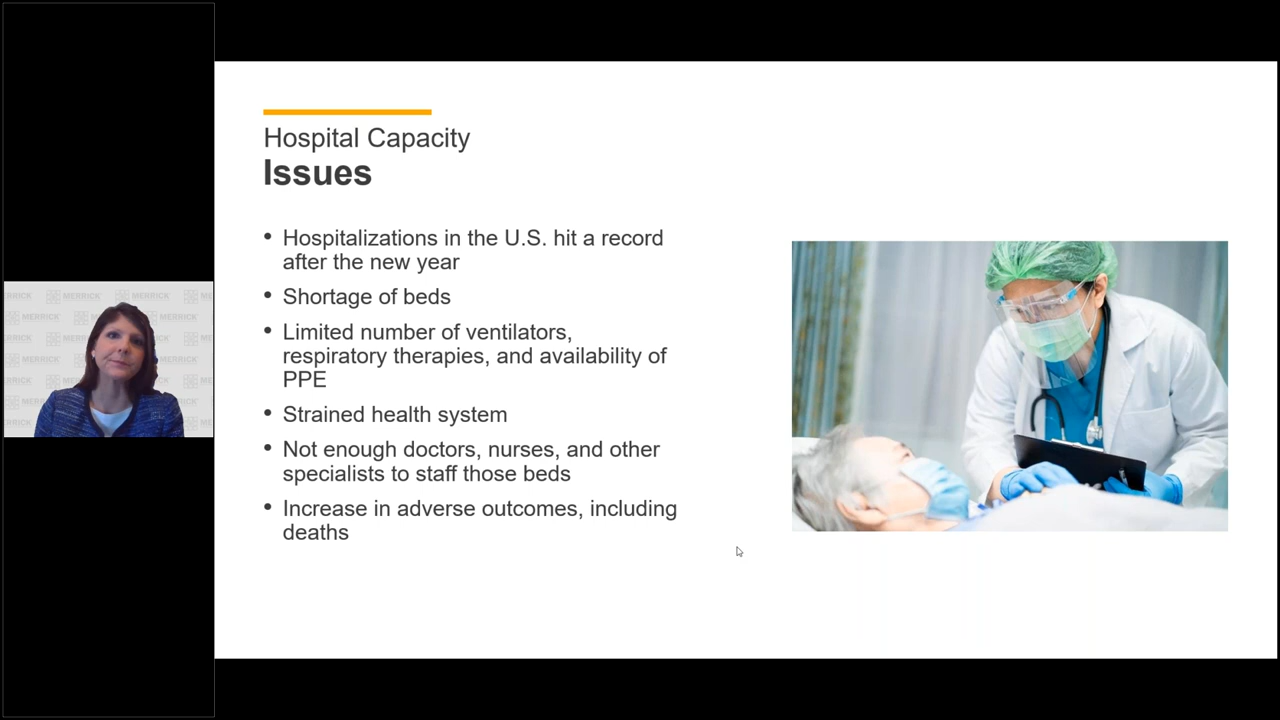 Hospital Capacity
Issues
• Hospitalizations in the U.S. hit a record
after the new year
• Shortage of beds
• Limited number of ventilators,
respiratory therapies, and availability of
PPE
• Strained health system
• Not enough doctors, nurses, and other
specialists to staff those beds
• Increase in adverse outcomes, including
deaths
MERRICK
MERRICK